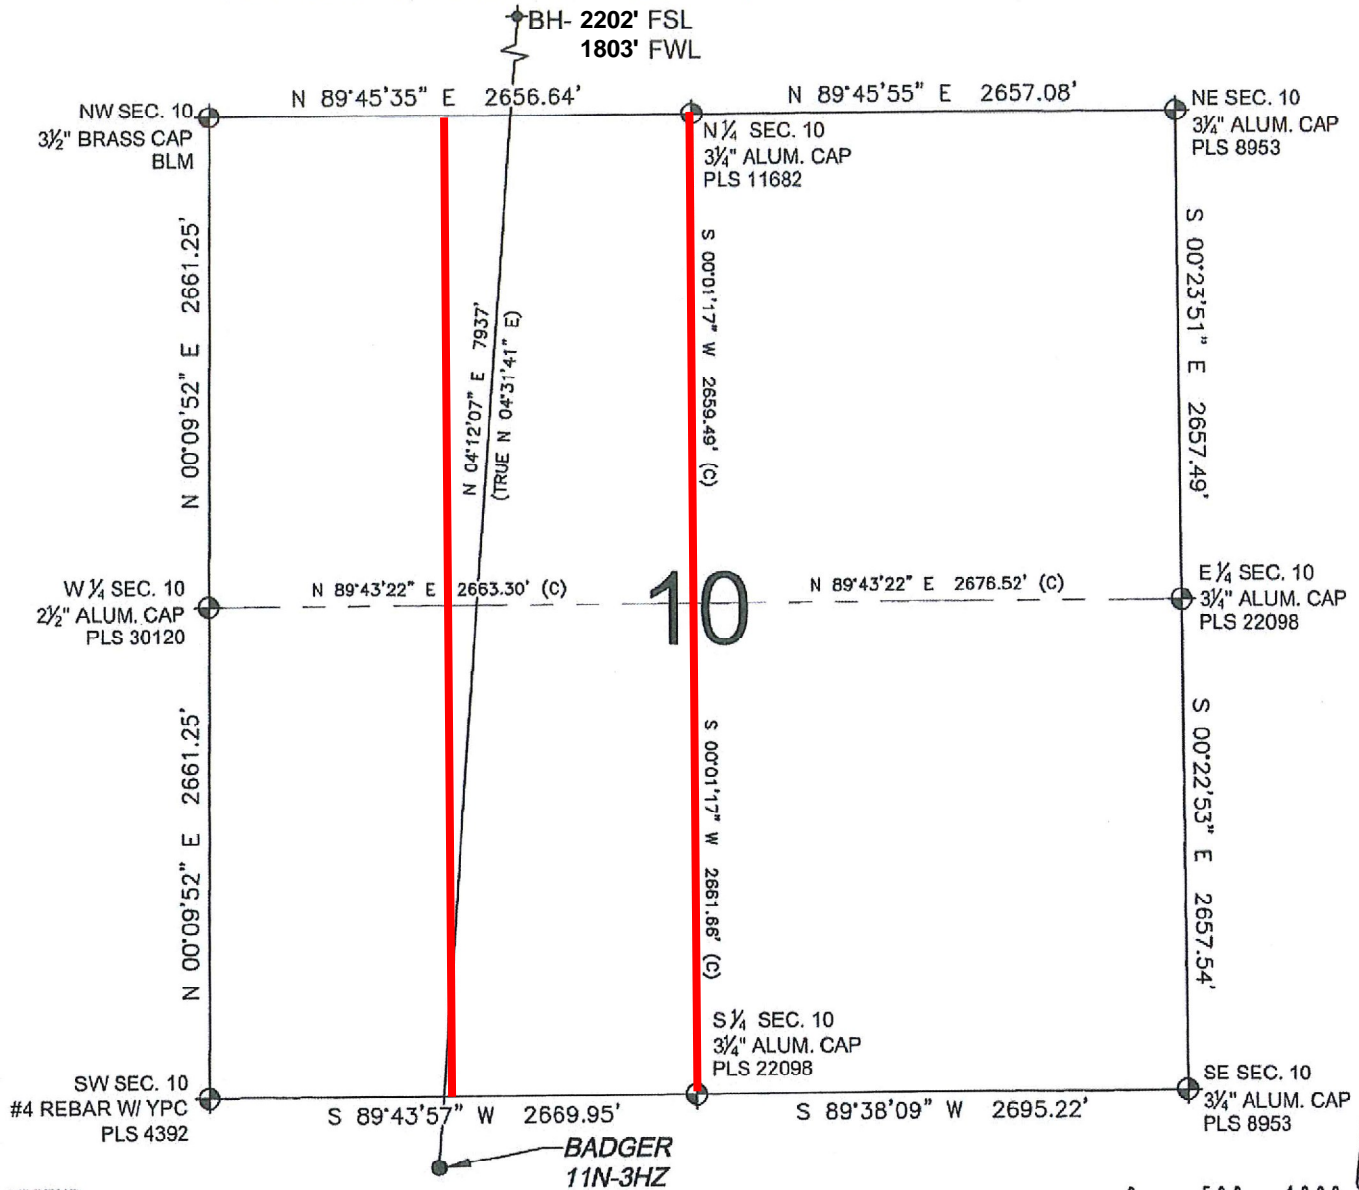 BH- 2202' FSL
1803' FWL
N 89°45'35" E 2656.64'
N 89°45'55" E 2657.08'
NW SEC. 10
3½" BRASS CAP
BLM
N ¼ SEC. 10
3¼" ALUM. CAP
PLS 11682
NE SEC. 10
3¼" ALUM. CAP
PLS 8953
N 00°09'52" E 2661.25'
N 04°12'07" E 7937'
(TRUE N 04°31'41" E)
S 00°01'17" W 2659.49' (C)
S 00°23'51" E 2657.49'
W ¼ SEC. 10
2½" ALUM. CAP
PLS 30120
N 89°43'22" E 2663.30' (C)
10
N 89°43'22" E 2676.52' (C)
E ¼ SEC. 10
3¼" ALUM. CAP
PLS 22098
N 00°09'52" E 2661.25'
S 00°01'17" W 2661.66' (C)
S 00°22'53" E 2657.54'
S ¼ SEC. 10
3¼" ALUM. CAP
PLS 22098
SW SEC. 10
#4 REBAR W/ YPC
PLS 4392
S 89°43'57" W 2669.95'
S 89°38'09" W 2695.22'
SE SEC. 10
3¼" ALUM. CAP
PLS 8953
BADGER
11N-3HZ